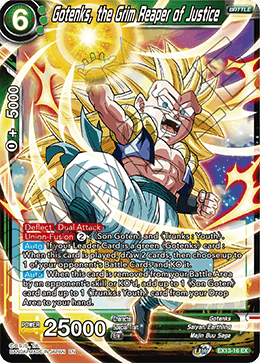 6
Gotenks, the Grim Reaper of Justice
BATTLE
0 + 5000
Deflect Dual Attack
Union-Fusion 2 《Son Goten》 and 《Trunks : Youth》
Auto If your Leader Card is a green 《Gotenks》 card:
When this card is played, draw 2 cards, then choose up to
1 of your opponent's Battle Cards and KO it.
Auto When this card is removed from your Battle Area
by an opponent's skill or KO'd, add up to 1 《Son Goten》
card and up to 1 《Trunks : Youth》 card from your Drop
Area to your hand.
POWER
25000
Character
Gotenks
Special Trait
Saiyan Earthling
Era
Majin Buu Saga
EX13-16 EX